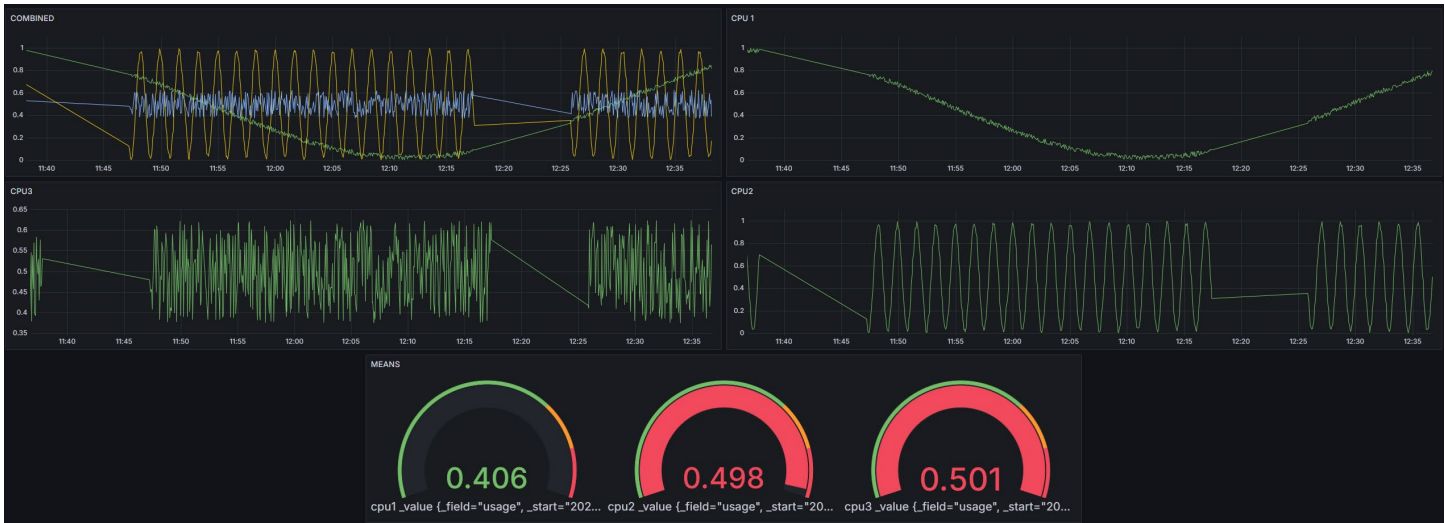 COMBINED
1
0.8
0.6
0.4
0.2
0
11:40 11:45 11:50 11:55 12:00 12:05 12:10 12:15 12:20 12:25 12:30 12:35
CPU 1
1
0.8
0.6
0.4
0.2
0
11:40 11:45 11:50 11:55 12:00 12:05 12:10 12:15 12:20 12:25 12:30 12:35
CPU3
0.65
0.6
0.55
0.5
0.45
0.4
0.35
11:40 11:45 11:50 11:55 12:00 12:05 12:10 12:15 12:20 12:25 12:30 12:35
CPU2
1
0.8
0.6
0.4
0.2
0
11:40 11:45 11:50 11:55 12:00 12:05 12:10 12:15 12:20 12:25 12:30 12:35
MEANS
0.406 0.498 0.501
cpu1 _value {_field="usage", _start="202... cpu2 _value {_field="usage", _start="20... cpu3 _value {_field="usage", _start="20...